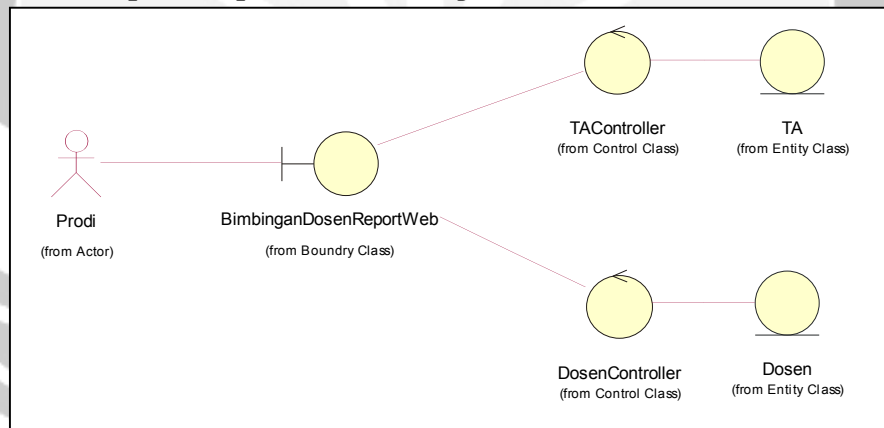 TAController
(from Control Class)
TA
(from Entity Class)
Prodi
(from Actor)
BimbinganDosenReportWeb
(from Boundry Class)
DosenController
(from Control Class)
Dosen
(from Entity Class)